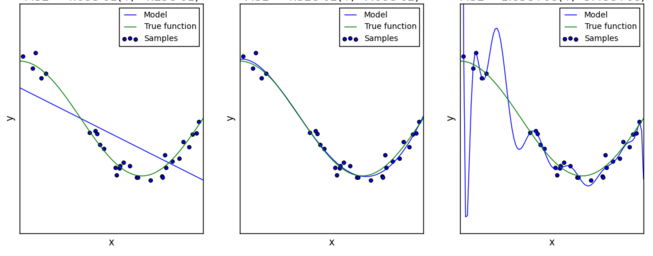 Model
True function
Samples
y
x
Model
True function
Samples
y
x
Model
True function
Samples
y
x